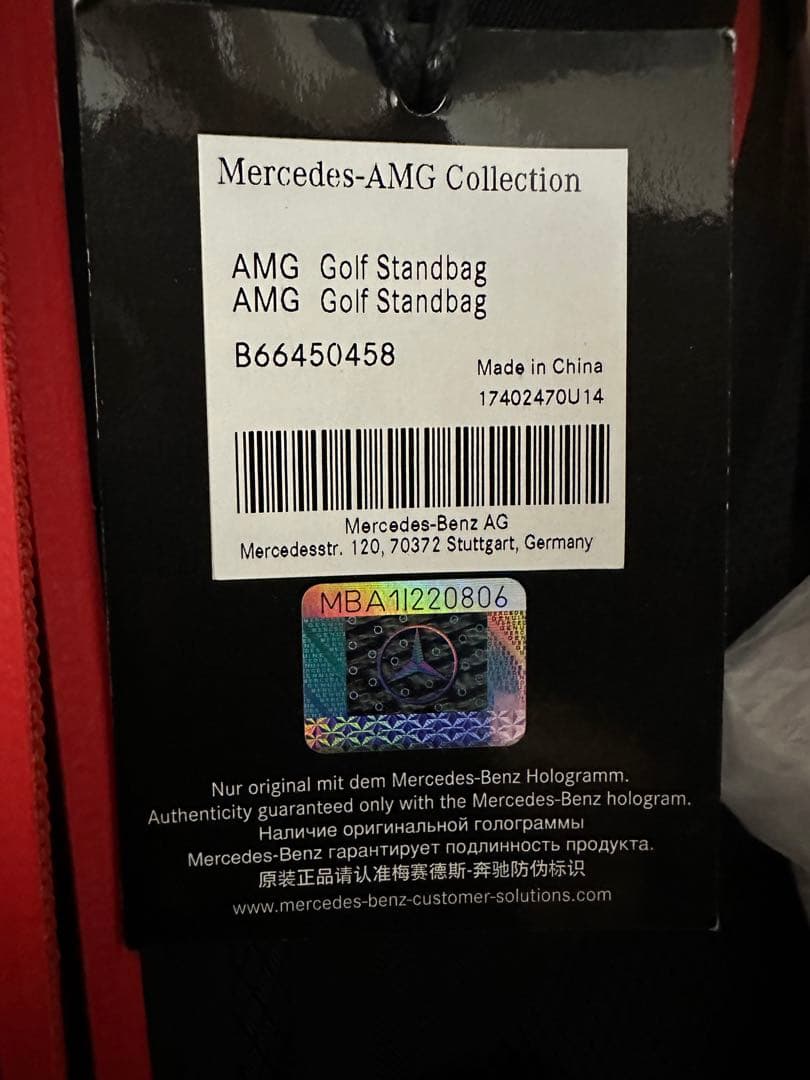 Mercedes-AMG Collection
AMG Golf Standbag
AMG Golf Standbag
B66450458
Made in China
17402470U14
Mercedes-Benz AG
Mercedesstr. 120, 70372 Stuttgart, Germany
MBA1I220806
Nur original mit dem Mercedes-Benz Hologramm.
Authenticity guaranteed only with the Mercedes-Benz hologram.
Наличие оригинальной голограммы
Mercedes-Benz гарантирует подлинность продукта.
原装正品请认准梅赛德斯-奔驰防伪标识
www.mercedes-benz-customer-solutions.com